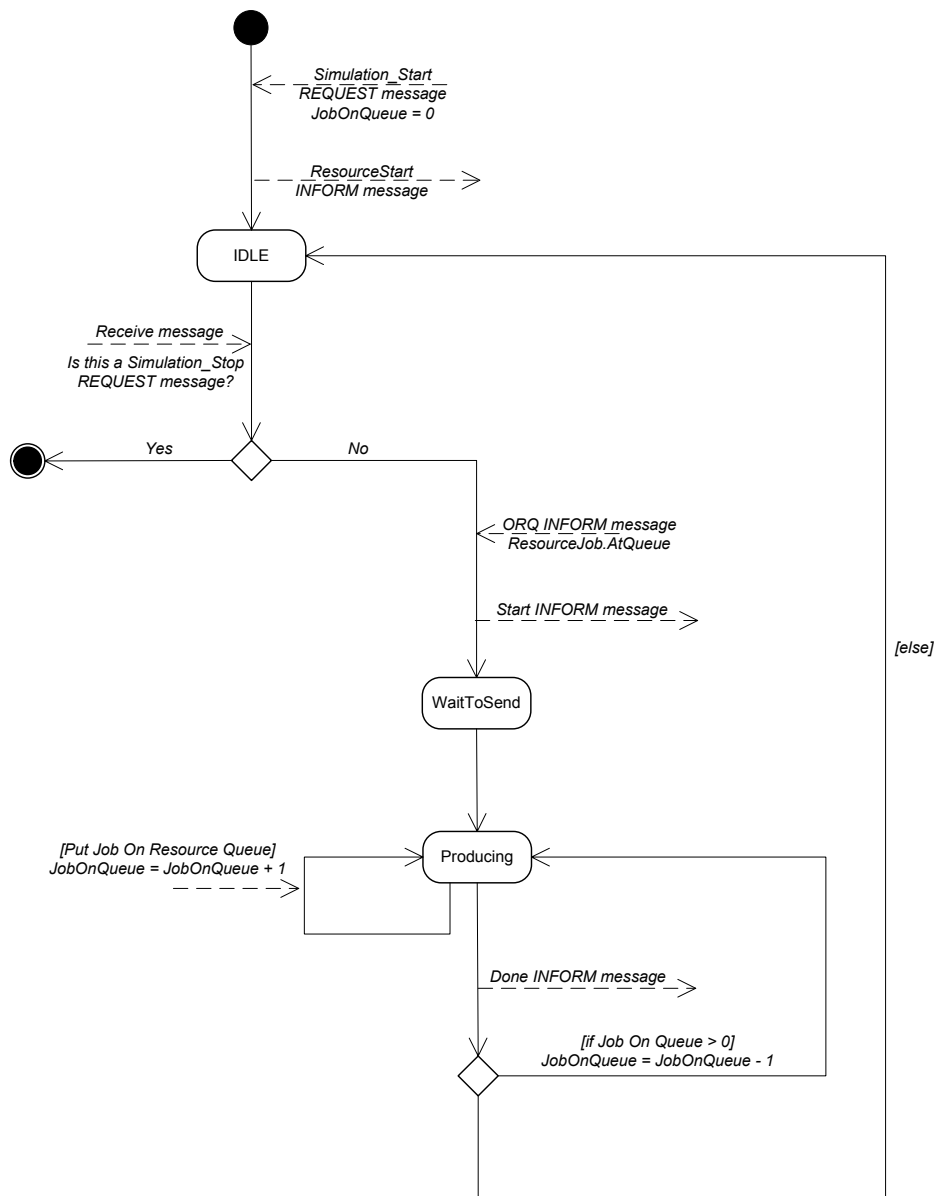 Simulation_Start
REQUEST message
JobOnQueue = 0
ResourceStart
INFORM message
IDLE
Receive message
Is this a Simulation_Stop
REQUEST message?
Yes
No
ORQ INFORM message
ResourceJob.AtQueue
Start INFORM message
[else]
WaitToSend
[Put Job On Resource Queue]
JobOnQueue = JobOnQueue + 1
Producing
Done INFORM message
[if Job On Queue > 0]
JobOnQueue = JobOnQueue - 1